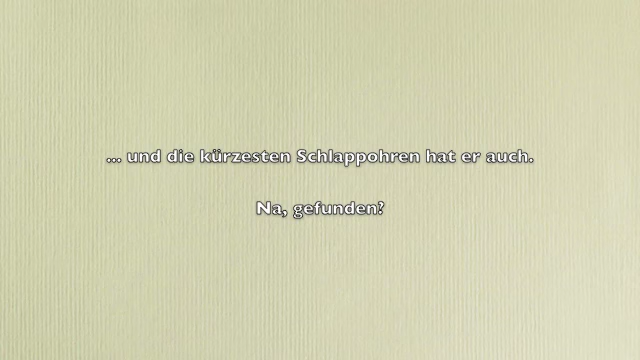 ... und die kürzesten Schlappohren hat er auch.
Na, gefunden?